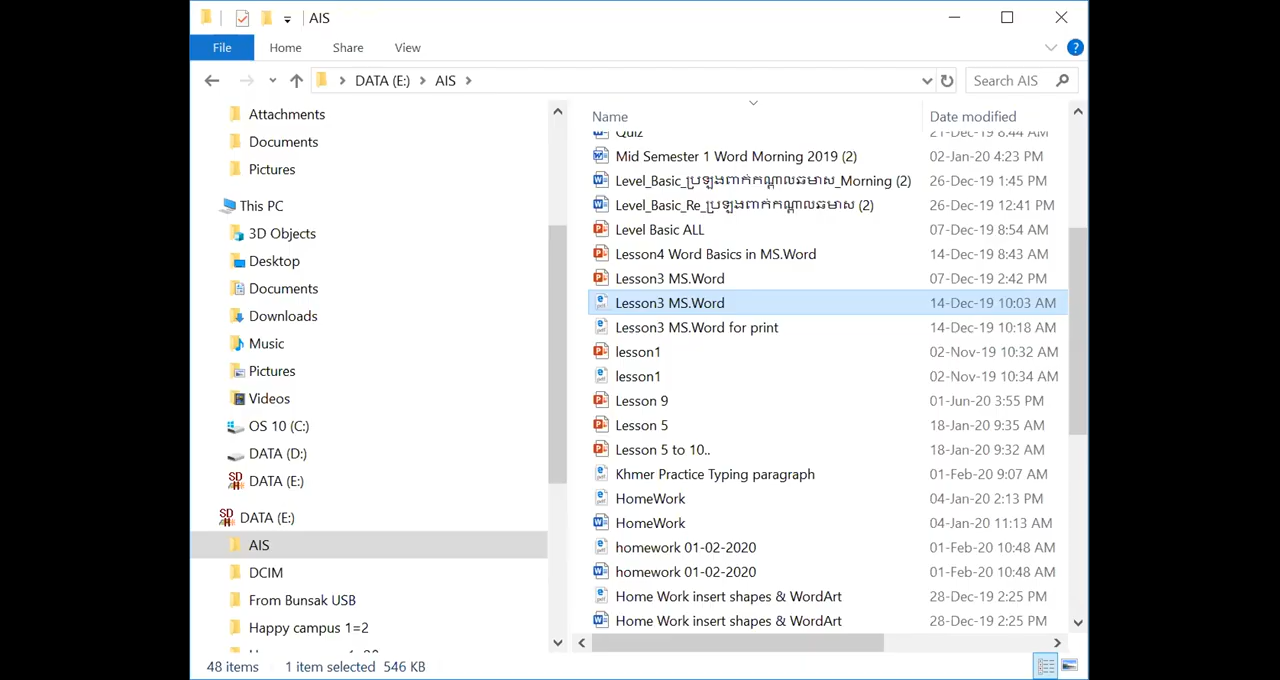 AIS
File Home Share View
DATA (E:) AIS Search AIS
Attachments
Documents
Pictures
This PC
3D Objects
Desktop
Documents
Downloads
Music
Pictures
Videos
OS 10 (C:)
DATA (D:)
DATA (E:)
DATA (E:)
AIS
DCIM
From Bunsak USB
Happy campus 1=2
Name Date modified
Quiz 21-Dec-19 8:44 AM
Mid Semester 1 Word Morning 2019 (2) 02-Jan-20 4:23 PM
Level_Basic_ប្រឡងពាក់កណ្តាលឆមាស_Morning (2) 26-Dec-19 1:45 PM
Level_Basic_Re_ប្រឡងពាក់កណ្តាលឆមាស (2) 26-Dec-19 12:41 PM
Level Basic ALL 07-Dec-19 8:54 AM
Lesson4 Word Basics in MS.Word 14-Dec-19 8:43 AM
Lesson3 MS.Word 07-Dec-19 2:42 PM
Lesson3 MS.Word 14-Dec-19 10:03 AM
Lesson3 MS.Word for print 14-Dec-19 10:18 AM
lesson1 02-Nov-19 10:32 AM
lesson1 02-Nov-19 10:34 AM
Lesson 9 01-Jun-20 3:55 PM
Lesson 5 18-Jan-20 9:35 AM
Lesson 5 to 10.. 18-Jan-20 9:32 AM
Khmer Practice Typing paragraph 01-Feb-20 9:07 AM
HomeWork 04-Jan-20 2:13 PM
HomeWork 04-Jan-20 11:13 AM
homework 01-02-2020 01-Feb-20 10:48 AM
homework 01-02-2020 01-Feb-20 10:48 AM
Home Work insert shapes & WordArt 28-Dec-19 2:25 PM
Home Work insert shapes & WordArt 28-Dec-19 2:25 PM
48 items 1 item selected 546 KB